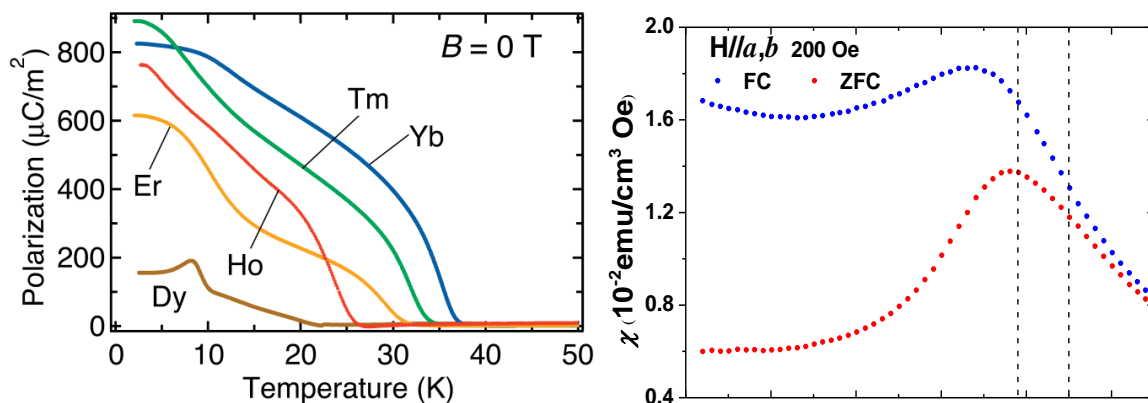 B = 0 T
800
600
400
200
0
Polarization (μC/m²)
Tm
Yb
Er
Ho
Dy
0 10 20 30 40 50
Temperature (K)
2.0
1.6
1.2
0.8
0.4
χ (10⁻²emu/cm³ Oe)
H//a,b 200 Oe
FC ZFC